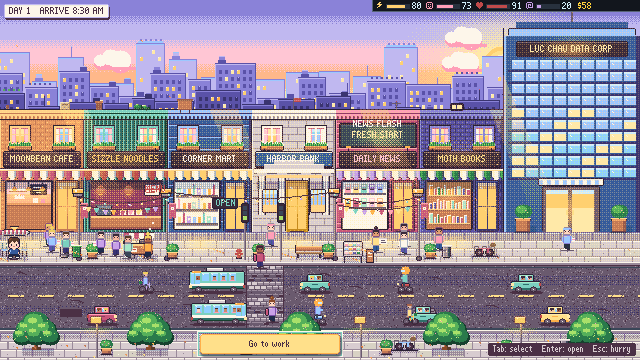 DAY 1 ARRIVE 8:30 AM
80 73 91 20 $58
LUC CHAU DATA CORP
NEWS FLASH
FRESH START
MOONBEAN CAFE
SIZZLE NOODLES
CORNER MART
HARBOR BANK
DAILY NEWS
MOTH BOOKS
OPEN
Go to work
Tab: select Enter: open Esc: hurry